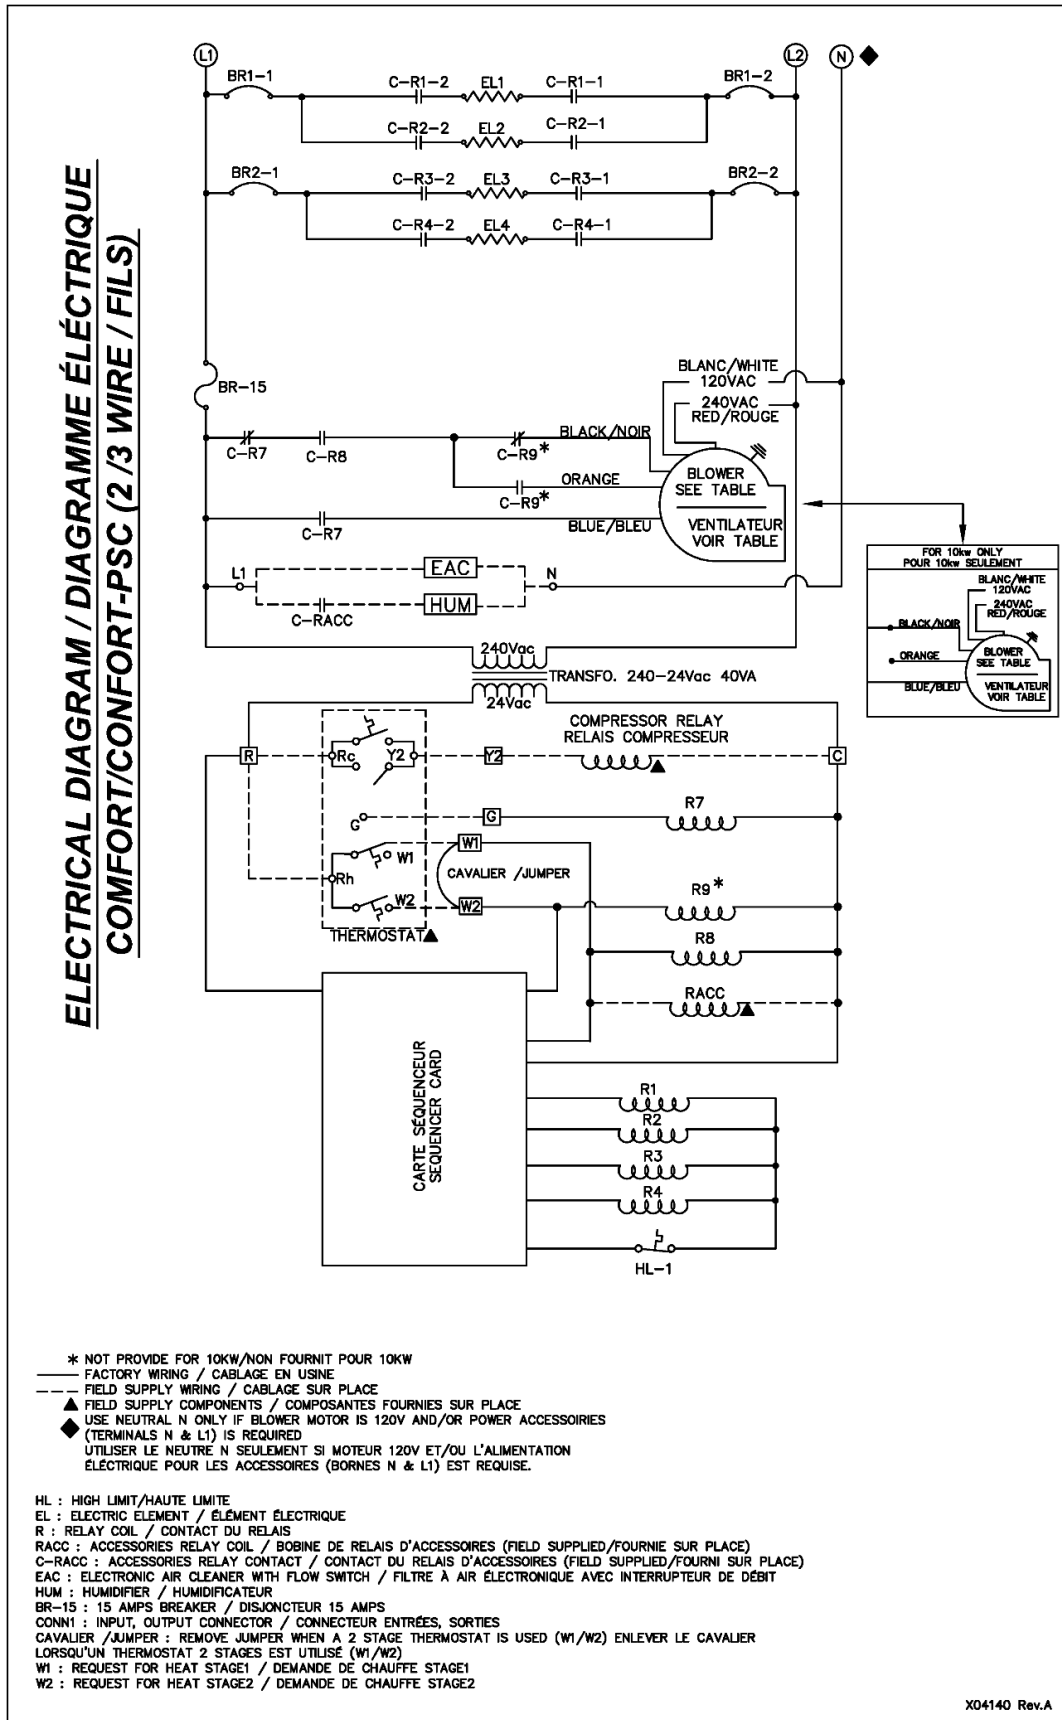 ELECTRICAL DIAGRAM / DIAGRAMME ÉLÉCTRIQUE
COMFORT/CONFORT-PSC (2 /3 WIRE / FILS)
L1
L2
N
BR1-1
C-R1-2
EL1
C-R1-1
BR1-2
C-R2-2
EL2
C-R2-1
BR2-1
C-R3-2
EL3
C-R3-1
BR2-2
C-R4-2
EL4
C-R4-1
BR-15
BLANC/WHITE
120VAC
240VAC
RED/ROUGE
C-R7
C-R8
C-R9*
BLACK/NOIR
C-R9*
ORANGE
C-R7
BLUE/BLEU
BLOWER
SEE TABLE
VENTILATEUR
VOIR TABLE
FOR 10kw ONLY
POUR 10kw SEULEMENT
BLANC/WHITE
120VAC
240VAC
RED/ROUGE
BLACK/NOIR
ORANGE
BLUE/BLEU
BLOWER
SEE TABLE
VENTILATEUR
VOIR TABLE
L1
EAC
N
C-RACC
HUM
240Vac
TRANSFO. 240-24Vac 40VA
24Vac
COMPRESSOR RELAY
RELAIS COMPRESSEUR
R
Rc
Y2
Y2
C
G
G
R7
W1
W1
Rh
CAVALIER /JUMPER
W2
W2
R9*
THERMOSTAT
R8
RACC
CARTE SÉQUENCEUR
SEQUENCER CARD
R1
R2
R3
R4
HL-1
* NOT PROVIDE FOR 10KW/NON FOURNIT POUR 10KW
FACTORY WIRING / CABLAGE EN USINE
FIELD SUPPLY WIRING / CABLAGE SUR PLACE
FIELD SUPPLY COMPONENTS / COMPOSANTES FOURNIES SUR PLACE
USE NEUTRAL N ONLY IF BLOWER MOTOR IS 120V AND/OR POWER ACCESSOIRIES
(TERMINALS N & L1) IS REQUIRED
UTILISER LE NEUTRE N SEULEMENT SI MOTEUR 120V ET/OU L'ALIMENTATION
ÉLECTRIQUE POUR LES ACCESSOIRES (BORNES N & L1) EST REQUISE.
HL : HIGH LIMIT/HAUTE LIMITE
EL : ELECTRIC ELEMENT / ÉLÉMENT ÉLECTRIQUE
R : RELAY COIL / CONTACT DU RELAIS
RACC : ACCESSORIES RELAY COIL / BOBINE DE RELAIS D'ACCESSOIRES (FIELD SUPPLIED/FOURNIE SUR PLACE)
C-RACC : ACCESSORIES RELAY CONTACT / CONTACT DU RELAIS D'ACCESSOIRES (FIELD SUPPLIED/FOURNI SUR PLACE)
EAC : ELECTRONIC AIR CLEANER WITH FLOW SWITCH / FILTRE À AIR ÉLECTRONIQUE AVEC INTERRUPTEUR DE DÉBIT
HUM : HUMIDIFIER / HUMIDIFICATEUR
BR-15 : 15 AMPS BREAKER / DISJONCTEUR 15 AMPS
CONN1 : INPUT, OUTPUT CONNECTOR / CONNECTEUR ENTRÉES, SORTIES
CAVALIER /JUMPER : REMOVE JUMPER WHEN A 2 STAGE THERMOSTAT IS USED (W1/W2) ENLEVER LE CAVALIER
LORSQU'UN THERMOSTAT 2 STAGES EST UTILISÉ (W1/W2)
W1 : REQUEST FOR HEAT STAGE1 / DEMANDE DE CHAUFFE STAGE1
W2 : REQUEST FOR HEAT STAGE2 / DEMANDE DE CHAUFFE STAGE2
X04140 Rev.A